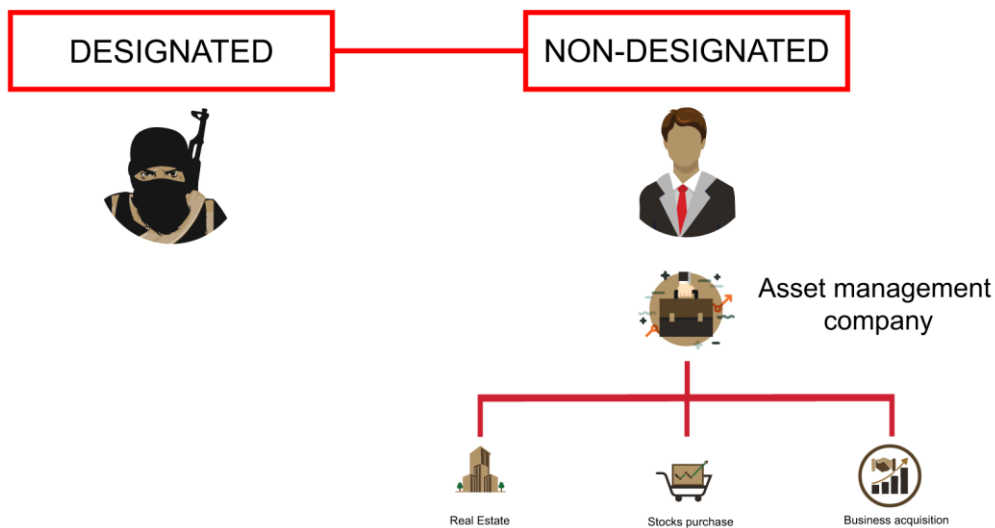 DESIGNATED
NON-DESIGNATED
Asset management
company
Real Estate
Stocks purchase
Business acquisition